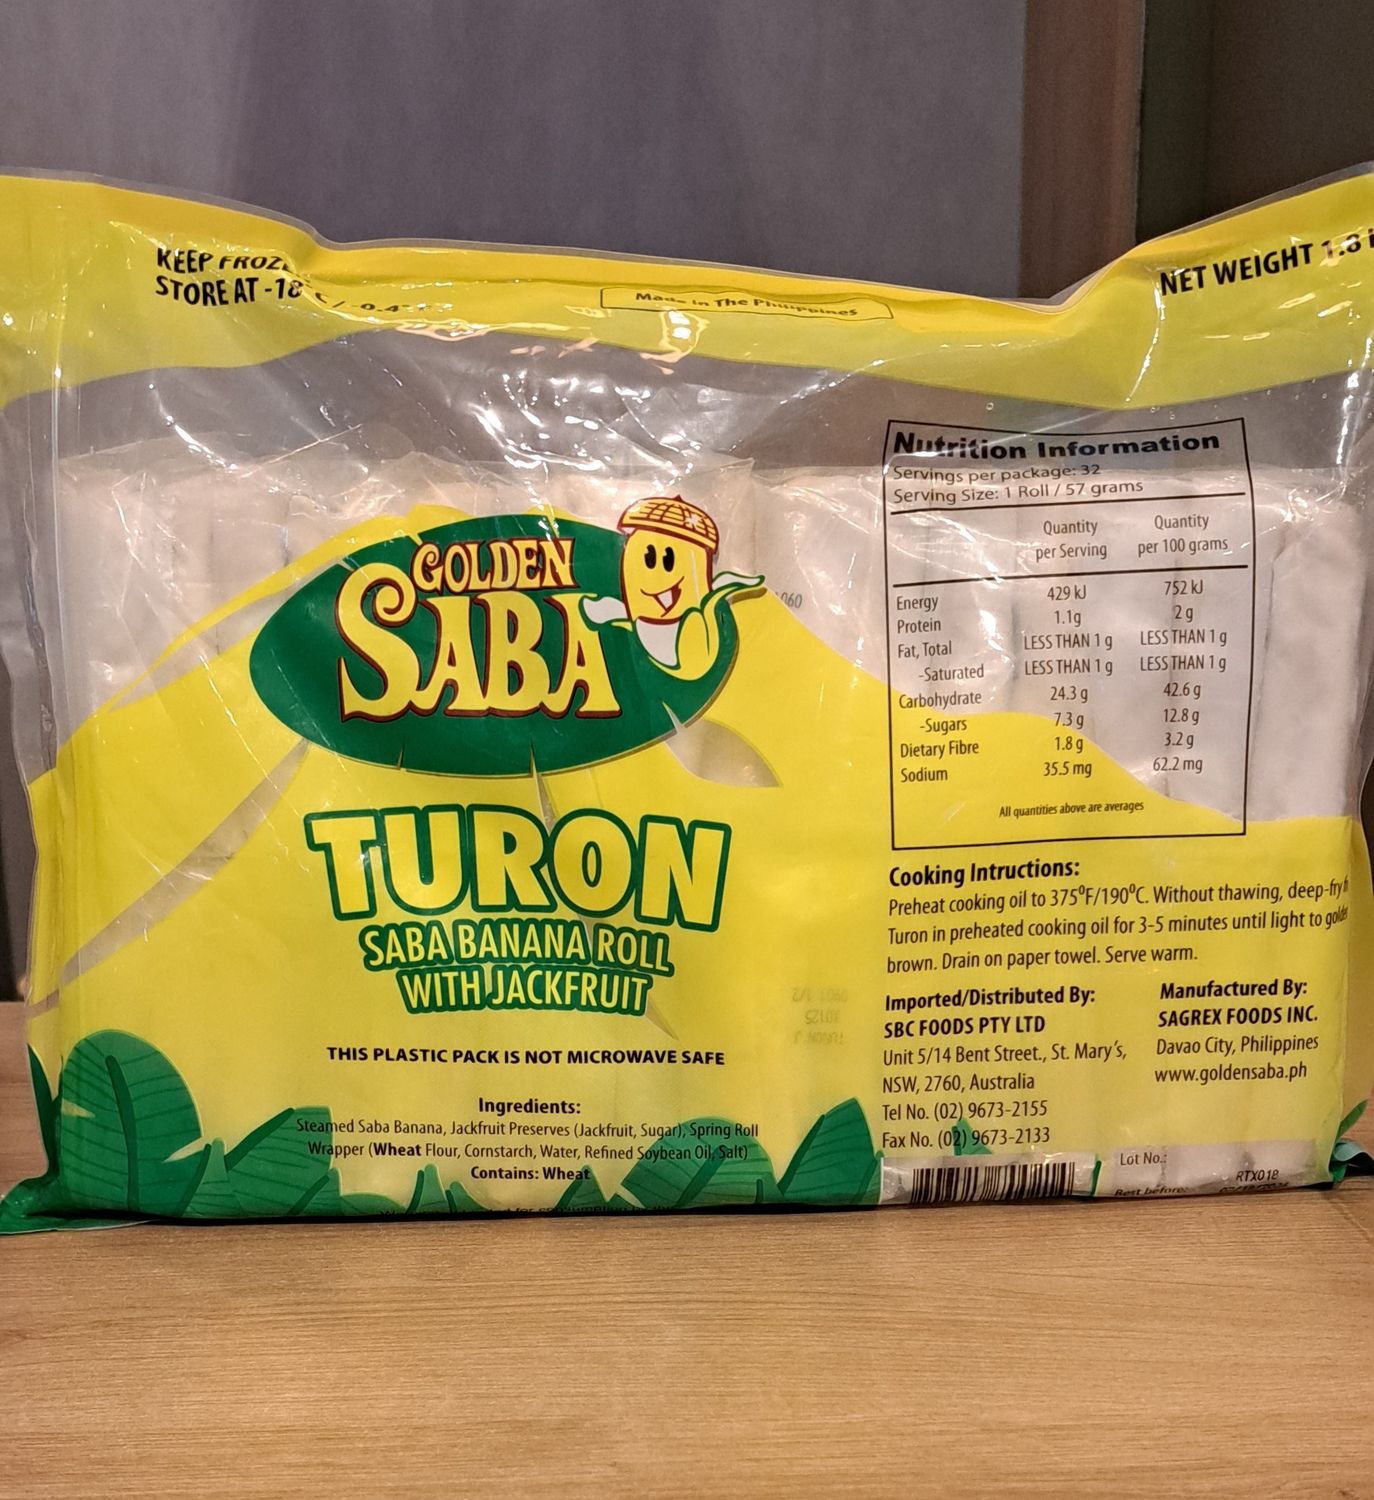 KEEP
STORE AT -18°C / -0.4°
Made in The Philippines
NET WEIGHT 1.8
GOLDEN
SABA
TURON
SABA BANANA ROLL
WITH JACKFRUIT
THIS PLASTIC PACK IS NOT MICROWAVE SAFE
Ingredients:
Steamed Saba Banana, Jackfruit Preserves (Jackfruit, Sugar), Spring Roll
Wrapper (Wheat Flour, Cornstarch, Water, Refined Soybean Oil, Salt)
Contains: Wheat
Nutrition Information
Servings per package: 32
Serving Size: 1 Roll / 57 grams
Quantity per Serving Quantity per 100 grams
Energy 429 kJ 752 kJ
Protein 1.1g 2 g
Fat, Total LESS THAN 1 g LESS THAN 1 g
-Saturated LESS THAN 1 g LESS THAN 1 g
Carbohydrate 24.3 g 42.6 g
-Sugars 7.3 g 12.8 g
Dietary Fibre 1.8 g 3.2 g
Sodium 35.5 mg 62.2 mg
All quantities above are averages
Cooking Intructions:
Preheat cooking oil to 375°F/190°C. Without thawing, deep-fry
Turon in preheated cooking oil for 3-5 minutes until light to
brown. Drain on paper towel. Serve warm.
Imported/Distributed By:
SBC FOODS PTY LTD
Unit 5/14 Bent Street., St. Mary's,
NSW, 2760, Australia
Tel No. (02) 9673-2155
Fax No. (02) 9673-2133
Manufactured By:
SAGREX FOODS INC.
Davao City, Philippines
www.goldensaba.ph
Lot No.:
RTX01B
Best before: